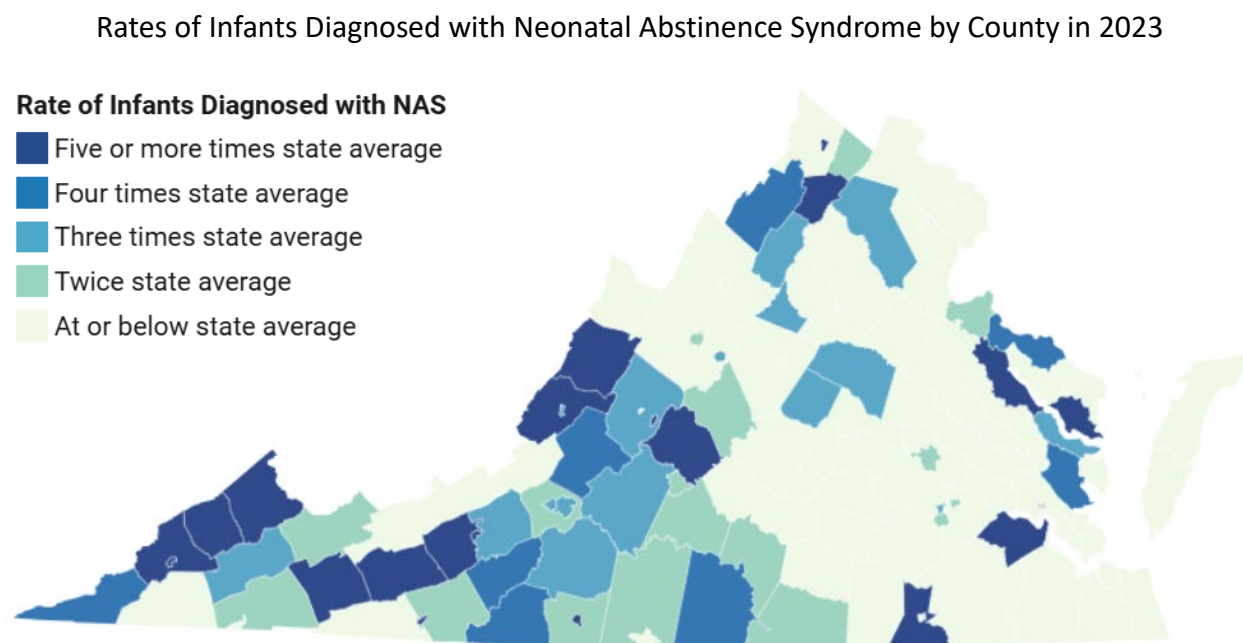 Rates of Infants Diagnosed with Neonatal Abstinence Syndrome by County in 2023
Rate of Infants Diagnosed with NAS
Five or more times state average
Four times state average
Three times state average
Twice state average
At or below state average